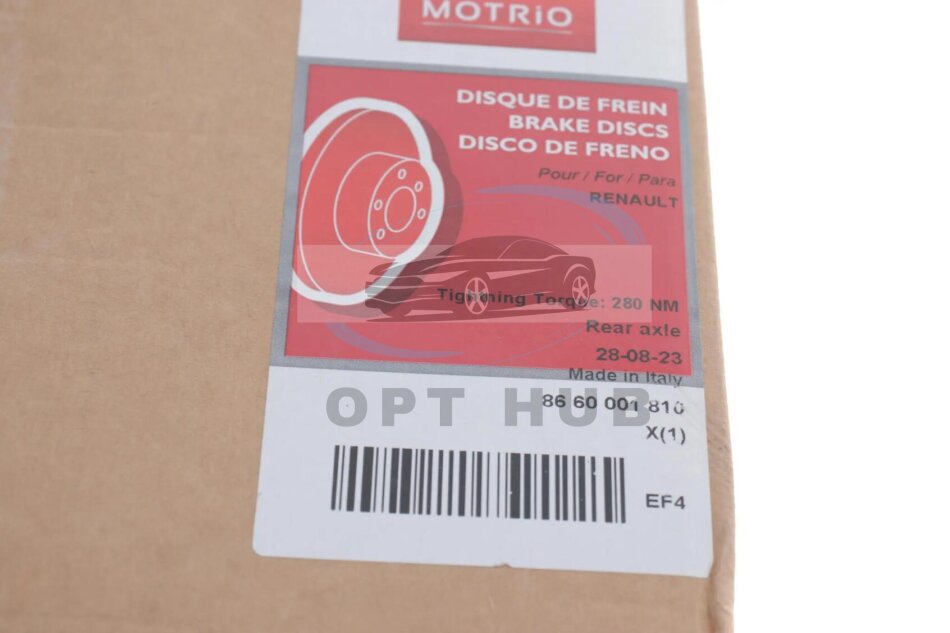 MOTRIO
DISQUE DE FREIN
BRAKE DISCS
DISCO DE FRENO
Pour / For / Para
RENAULT
Tightning Torque: 280 NM
Rear axle
28-08-23
Made in Italy
86 60 001 810
OPT HUB
X(1)
EF4